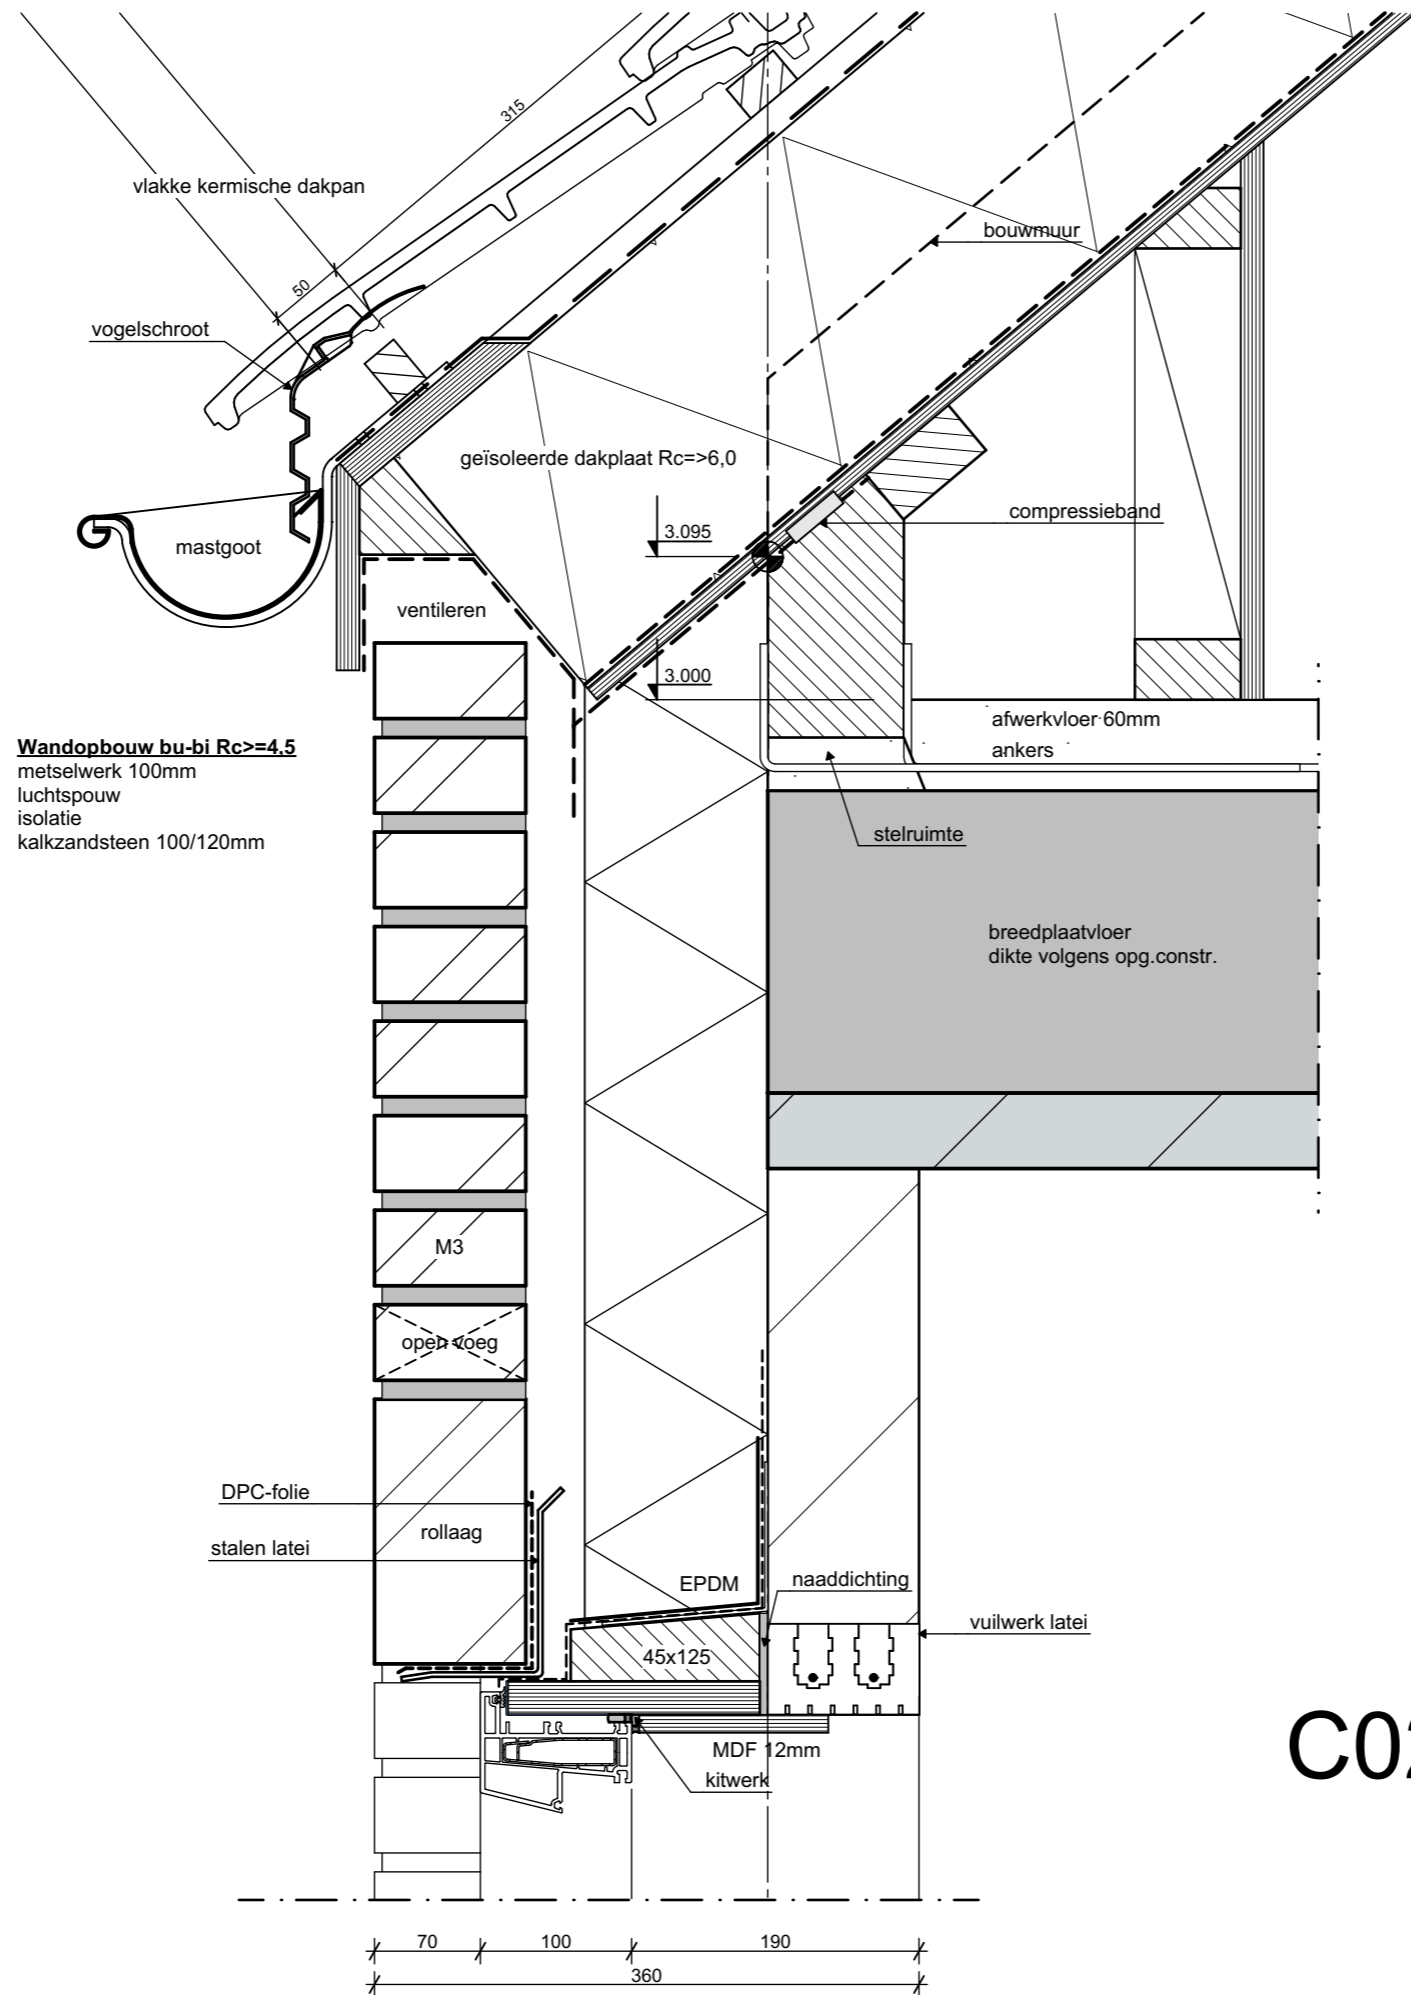 315
vlakke kermische dakpan
50
vogelschroot
bouwmuur
geïsoleerde dakplaat Rc=>6,0
compressieband
3.095
mastgoot
ventileren
3.000
afwerkvloer 60mm
ankers
Wandopbouw bu-bi Rc>=4,5
metselwerk 100mm
luchtspouw
isolatie
kalkzandsteen 100/120mm
stelruimte
breedplaatvloer
dikte volgens opg.constr.
M3
open voeg
DPC-folie
rollaag
stalen latei
EPDM
naaddichting
vuilwerk latei
45x125
MDF 12mm
kitwerk
70
100
190
360